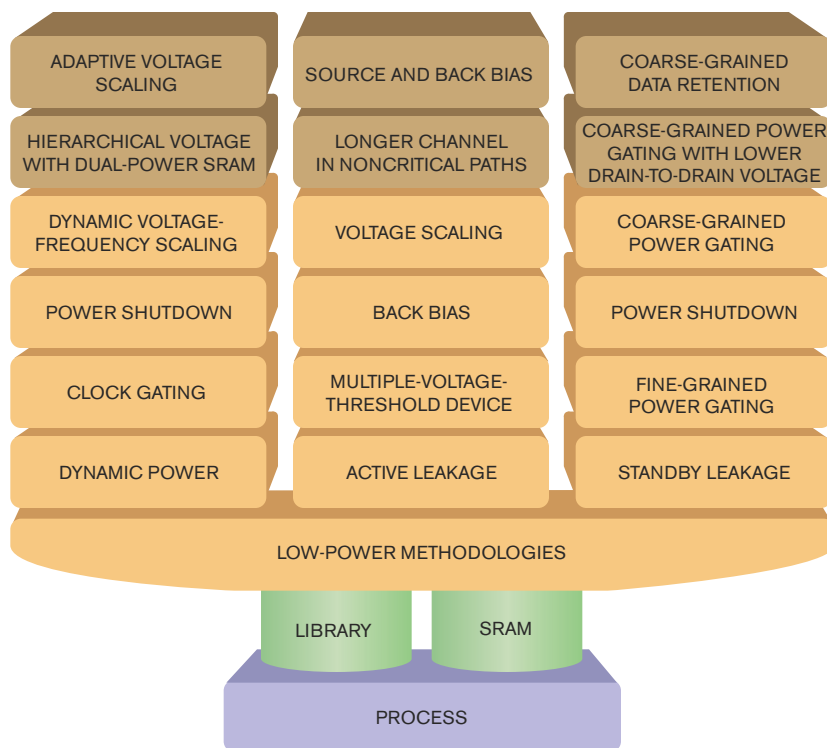 ADAPTIVE VOLTAGE
SCALING
SOURCE AND BACK BIAS
COARSE-GRAINED
DATA RETENTION
HIERARCHICAL VOLTAGE
WITH DUAL-POWER SRAM
LONGER CHANNEL
IN NONCRITICAL PATHS
COARSE-GRAINED POWER
GATING WITH LOWER
DRAIN-TO-DRAIN VOLTAGE
DYNAMIC VOLTAGE-
FREQUENCY SCALING
VOLTAGE SCALING
COARSE-GRAINED
POWER GATING
POWER SHUTDOWN
BACK BIAS
POWER SHUTDOWN
CLOCK GATING
MULTIPLE-VOLTAGE-
THRESHOLD DEVICE
FINE-GRAINED
POWER GATING
DYNAMIC POWER
ACTIVE LEAKAGE
STANDBY LEAKAGE
LOW-POWER METHODOLOGIES
LIBRARY
SRAM
PROCESS